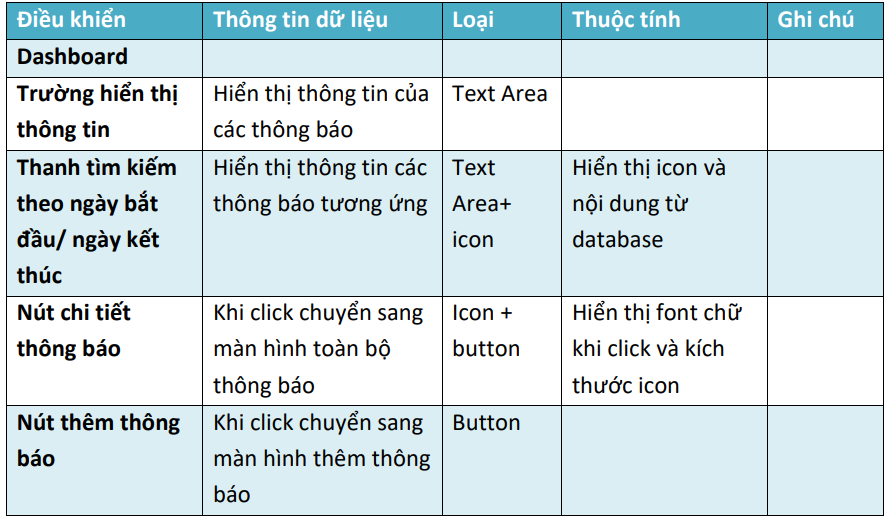 Điều khiển Thông tin dữ liệu Loại Thuộc tính Ghi chú
Dashboard
Trường hiển thị Hiển thị thông tin của Text Area
thông tin các thông báo
Thanh tìm kiếm Hiển thị thông tin các Text Hiển thị icon và
theo ngày bắt thông báo tương ứng Area+ nội dung từ
đầu/ ngày kết icon database
thúc
Nút chi tiết Khi click chuyển sang Icon + Hiển thị font chữ
thông báo màn hình toàn bộ button khi click và kích
thông báo thước icon
Nút thêm thông Khi click chuyển sang Button
báo màn hình thêm thông
báo